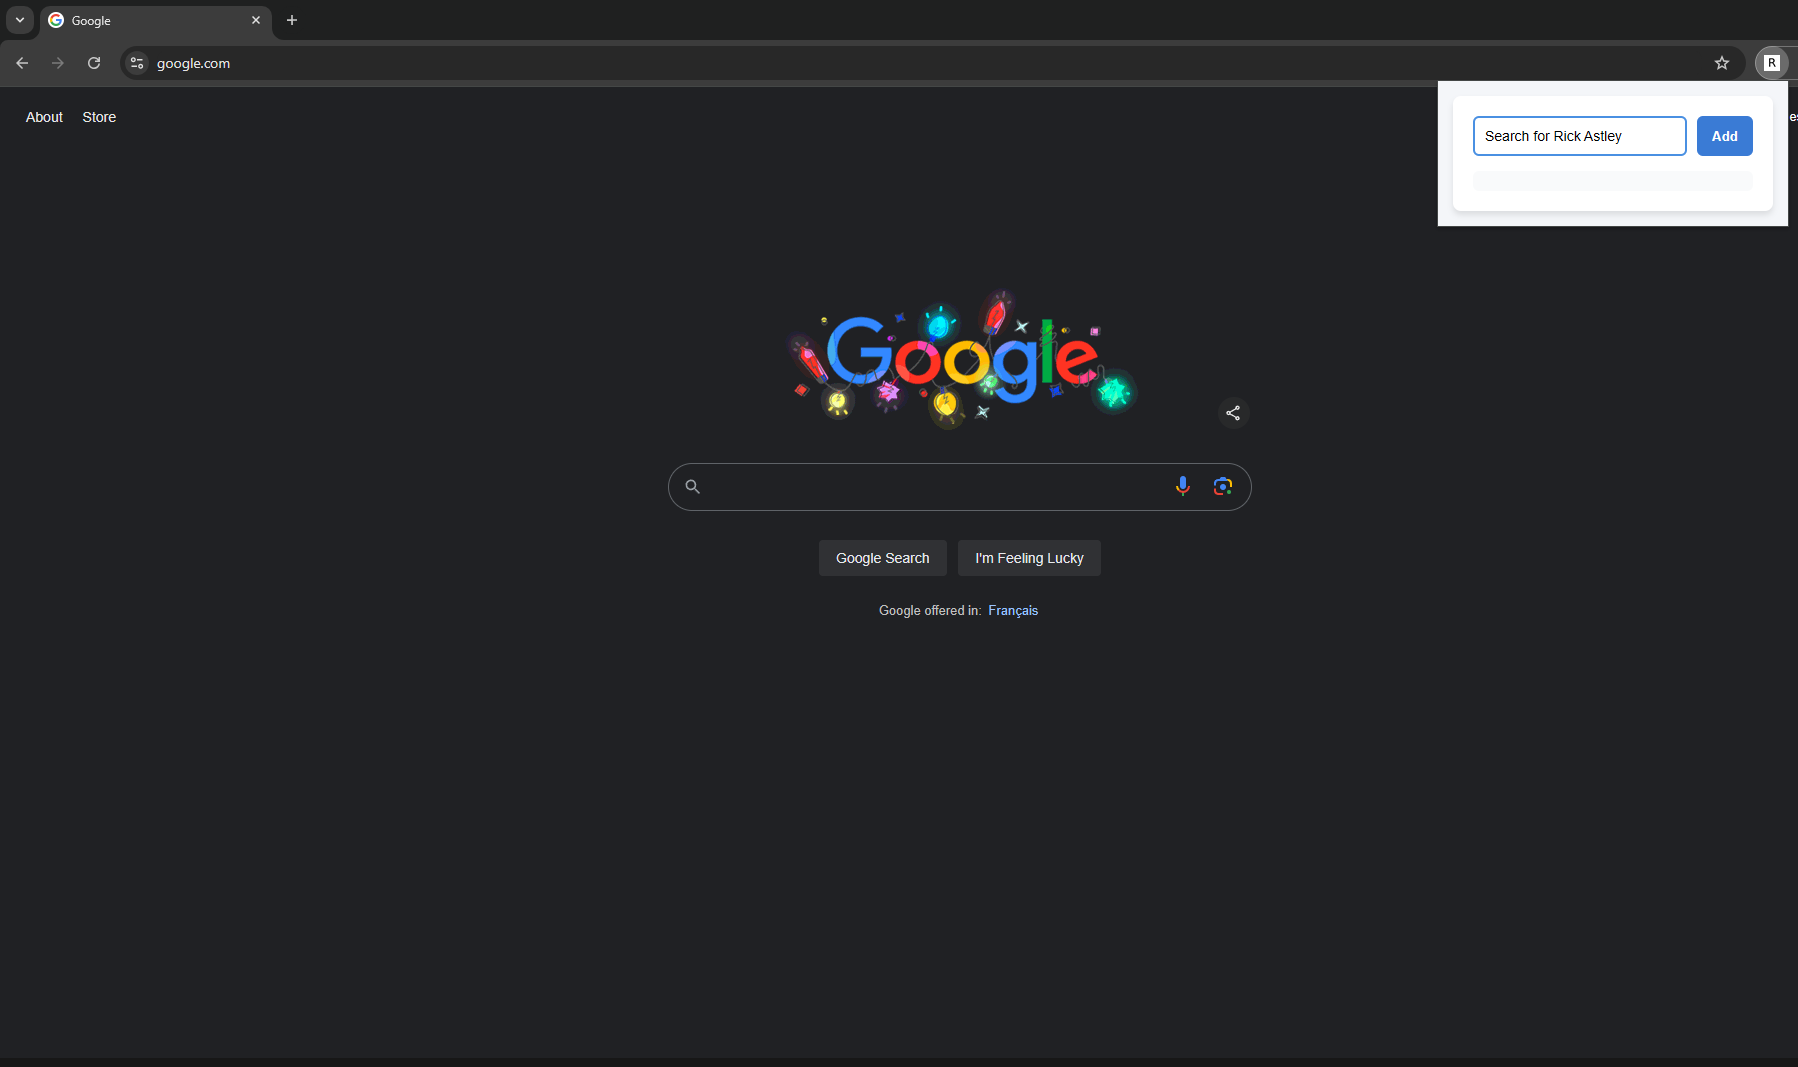 Google
google.com
R
About
Store
Search for Rick Astley
Add
Google
Google Search
I'm Feeling Lucky
Google offered in: Français